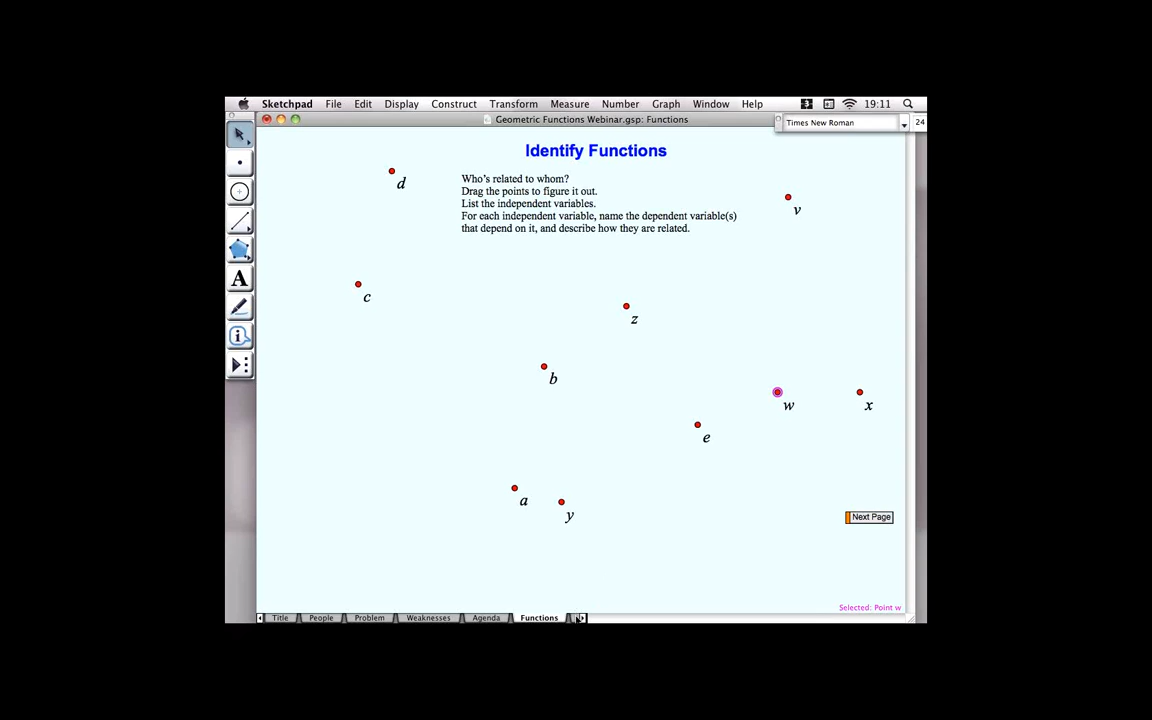 Sketchpad File Edit Display Construct Transform Measure Number Graph Window Help 19:11
Geometric Functions Webinar.gsp: Functions
Times New Roman 24
Identify Functions
Who's related to whom?
Drag the points to figure it out.
List the independent variables.
For each independent variable, name the dependent variable(s)
that depend on it, and describe how they are related.
d
v
c
z
b
w
x
e
a
y
A
Next Page
Selected: Point w
Title People Problem Weaknesses Agenda Functions